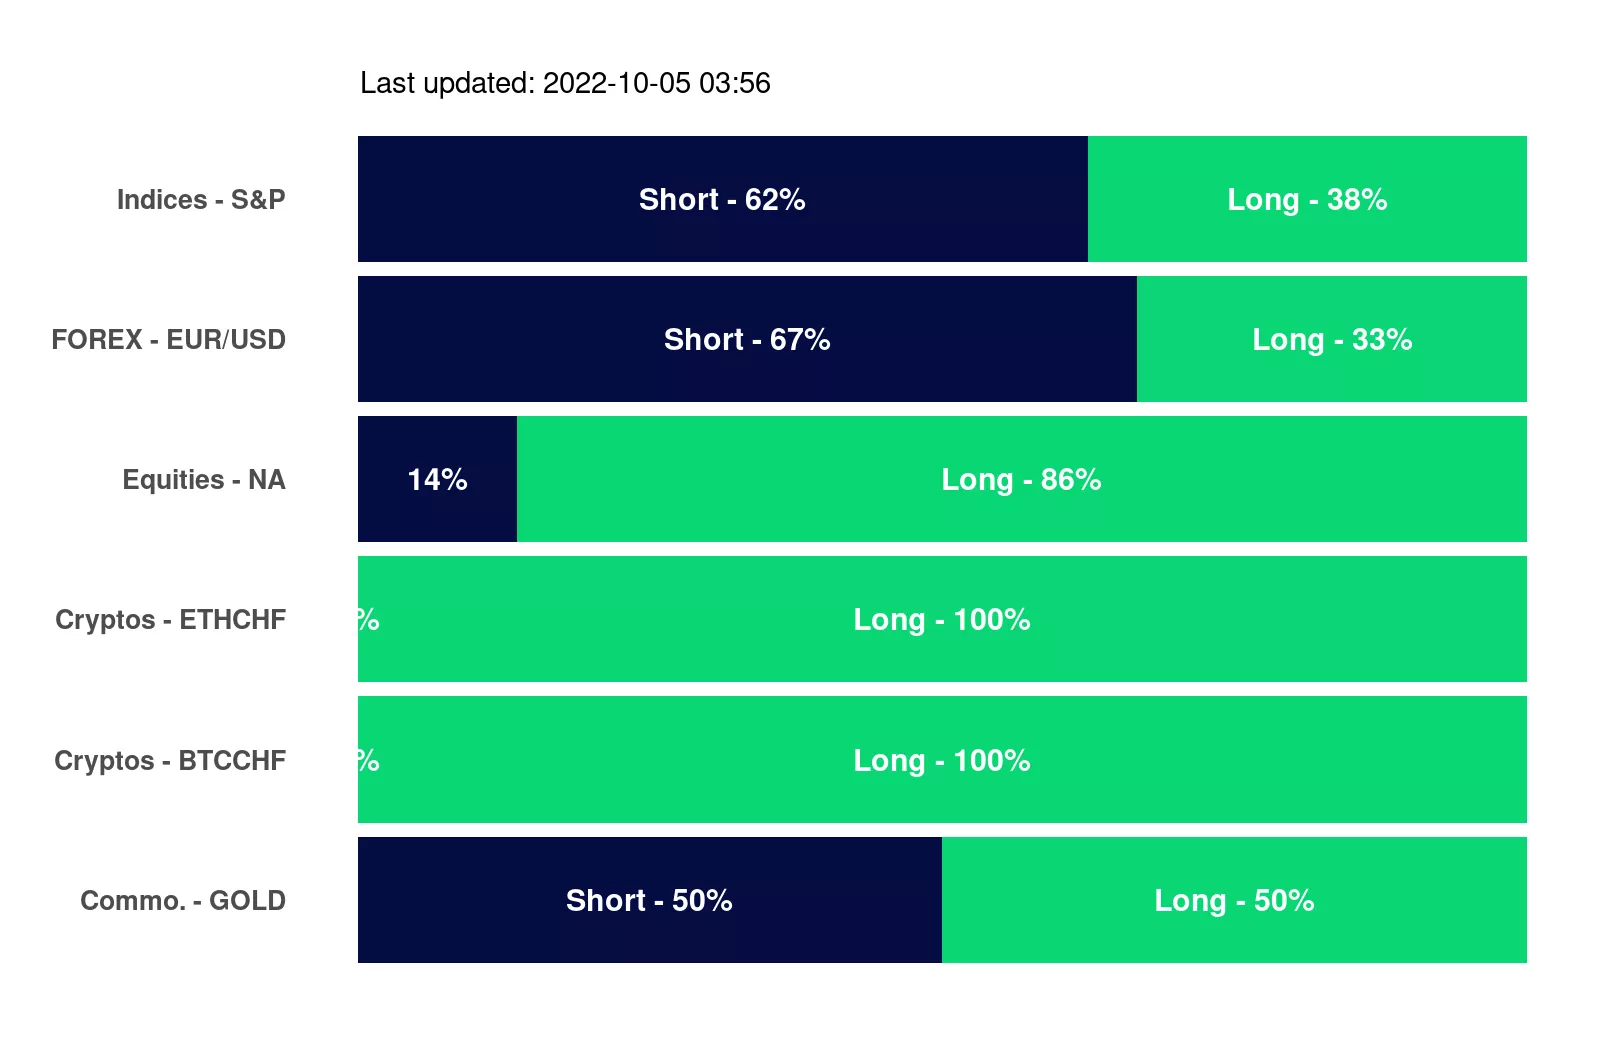 Last updated: 2022-10-05 03:56
Indices - S&P Short - 62% Long - 38%
FOREX - EUR/USD Short - 67% Long - 33%
Equities - NA 14% Long - 86%
Cryptos - ETHCHF % Long - 100%
Cryptos - BTCCHF % Long - 100%
Commo. - GOLD Short - 50% Long - 50%